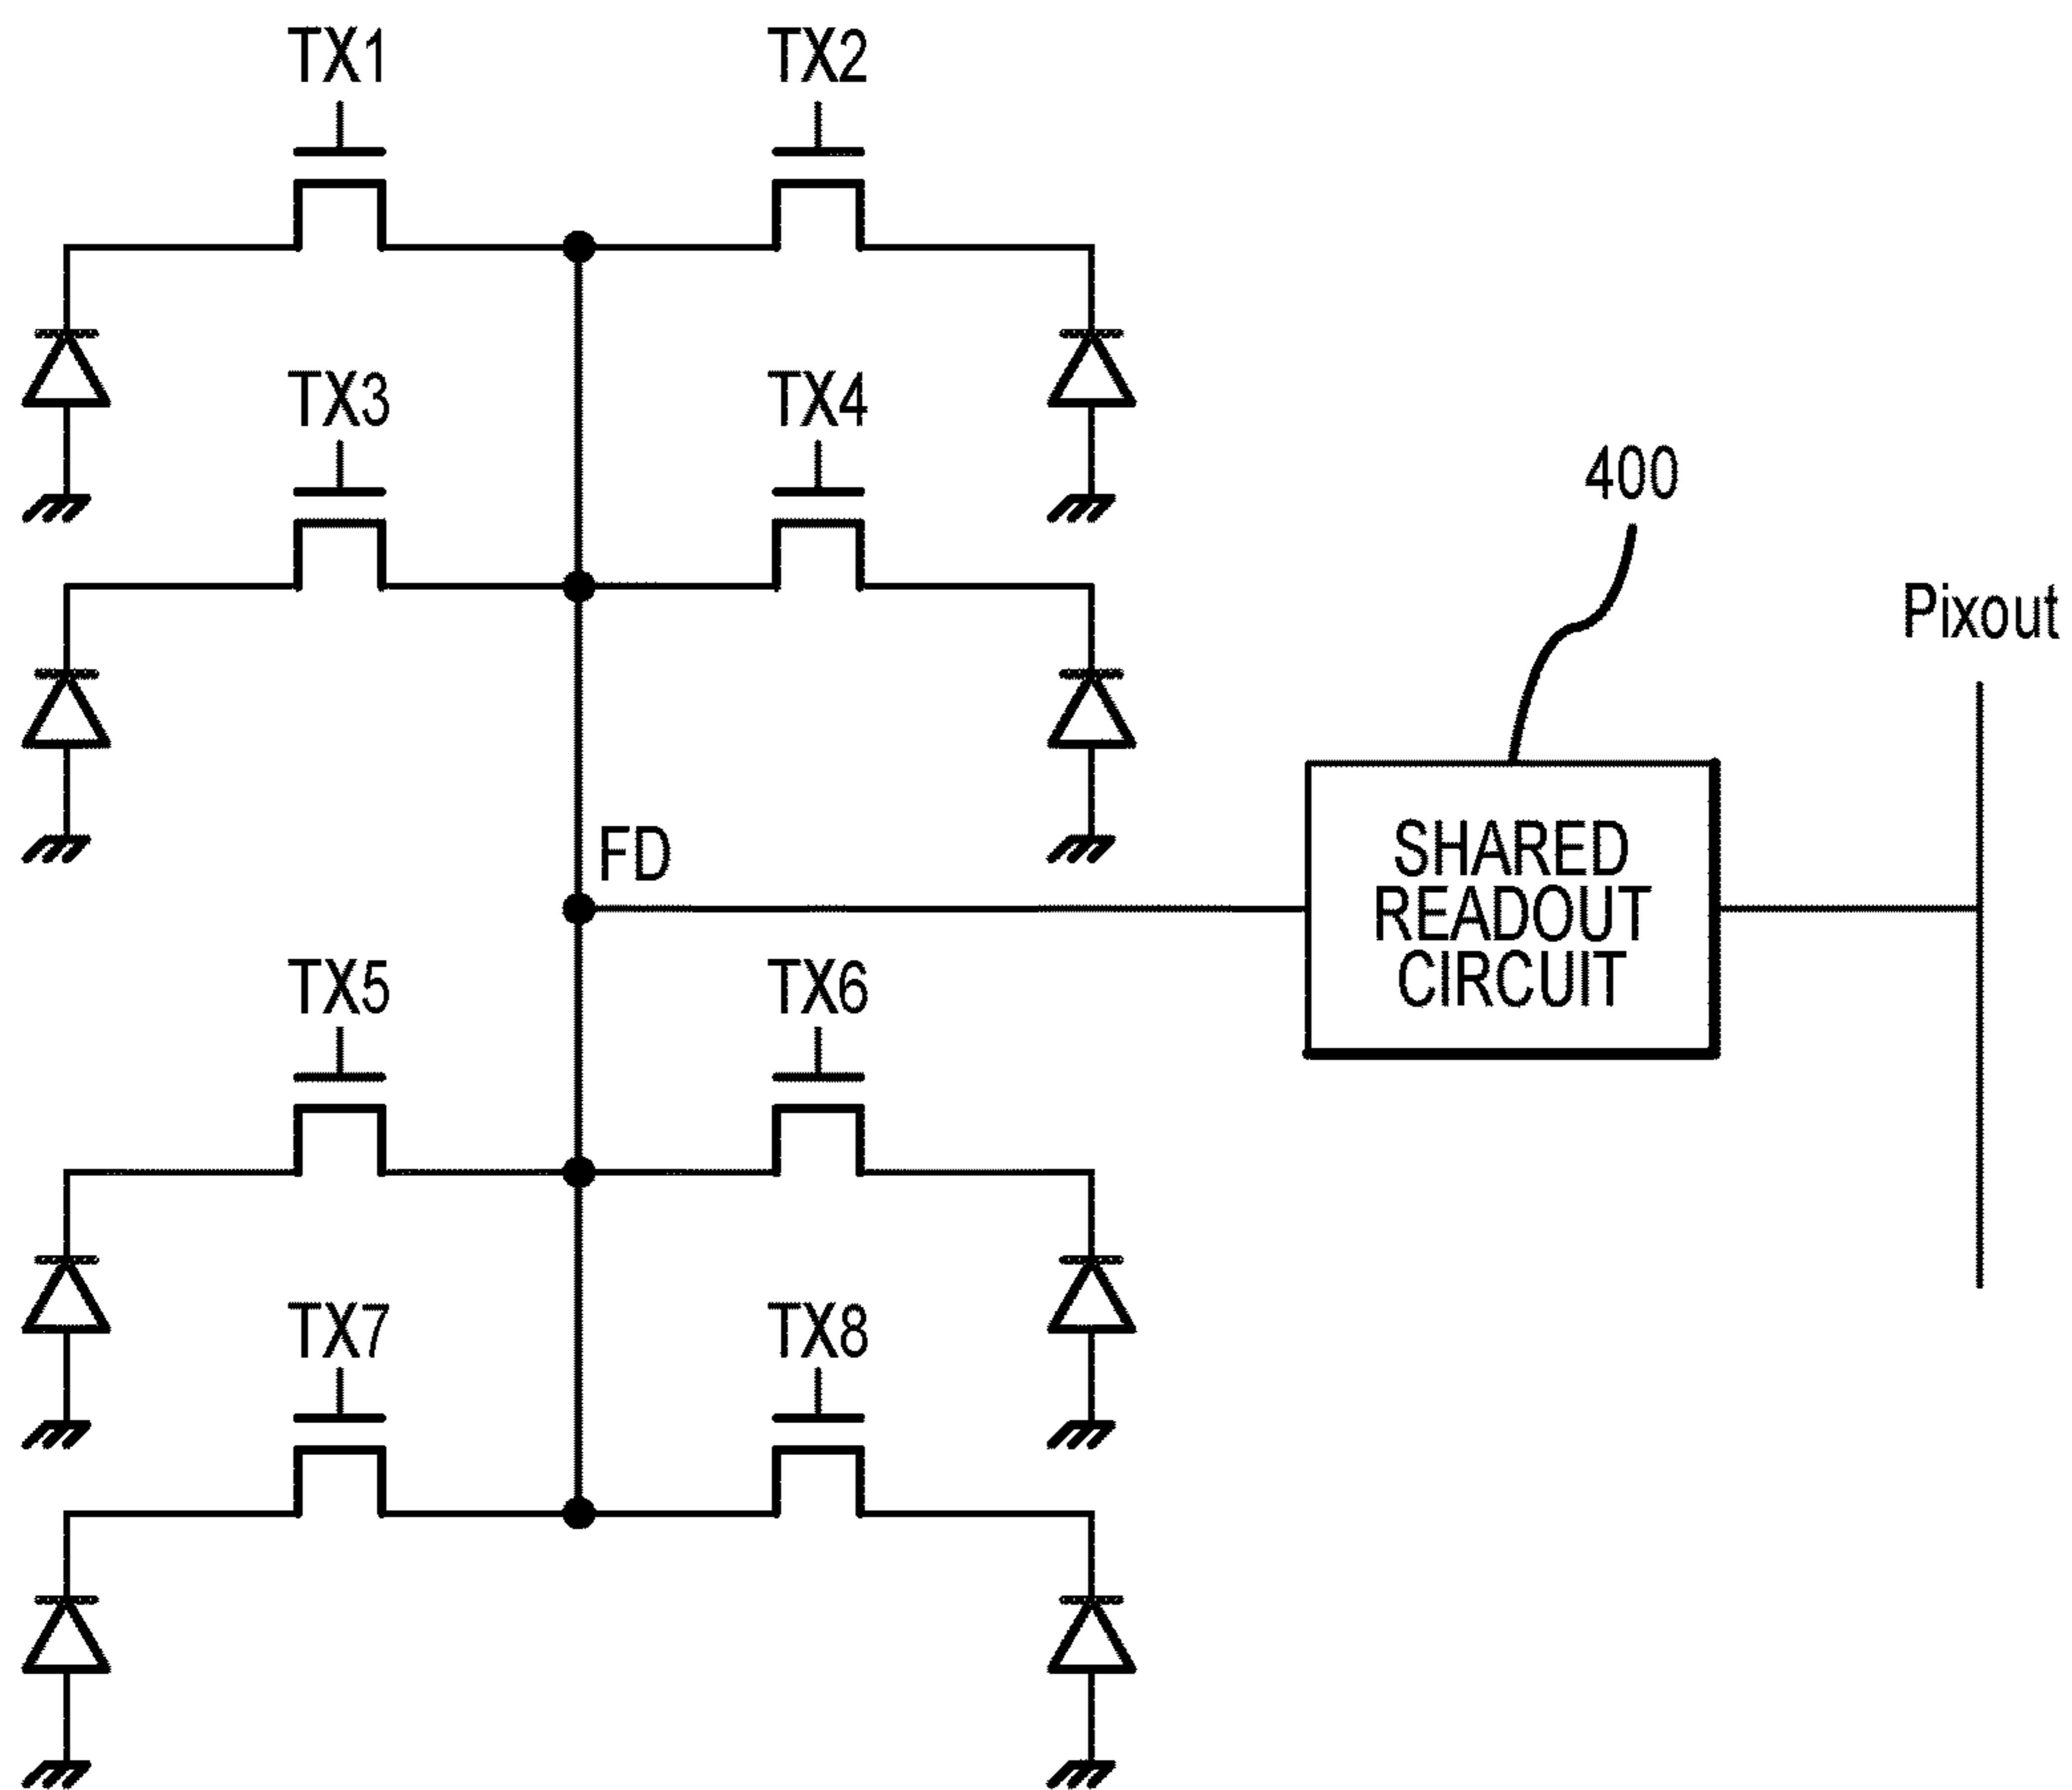 TX1
TX2
TX3
TX4
400
Pixout
FD
SHARED
READOUT
CIRCUIT
TX5
TX6
TX7
TX8